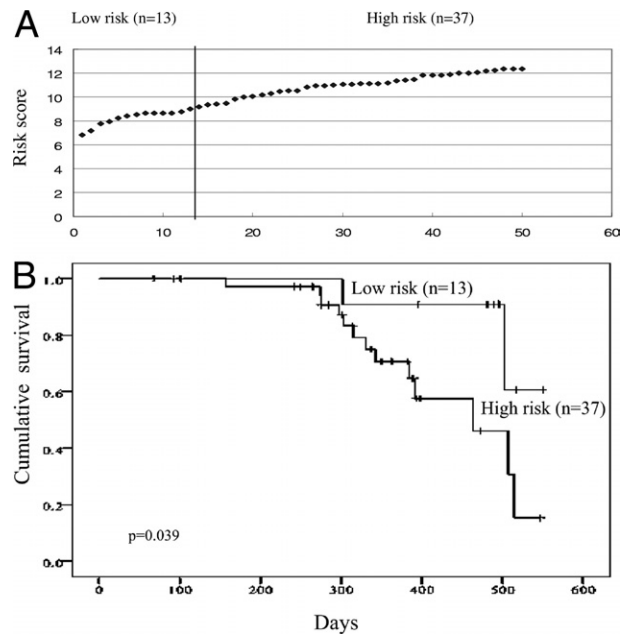 A
Low risk (n=13) High risk (n=37)
Risk score
14
12
10
8
6
4
2
0
0 10 20 30 40 50 60
B
Cumulative survival
1.0
0.8
0.6
0.4
0.2
0.0
Low risk (n=13)
High risk (n=37)
p=0.039
0 100 200 300 400 500 600
Days